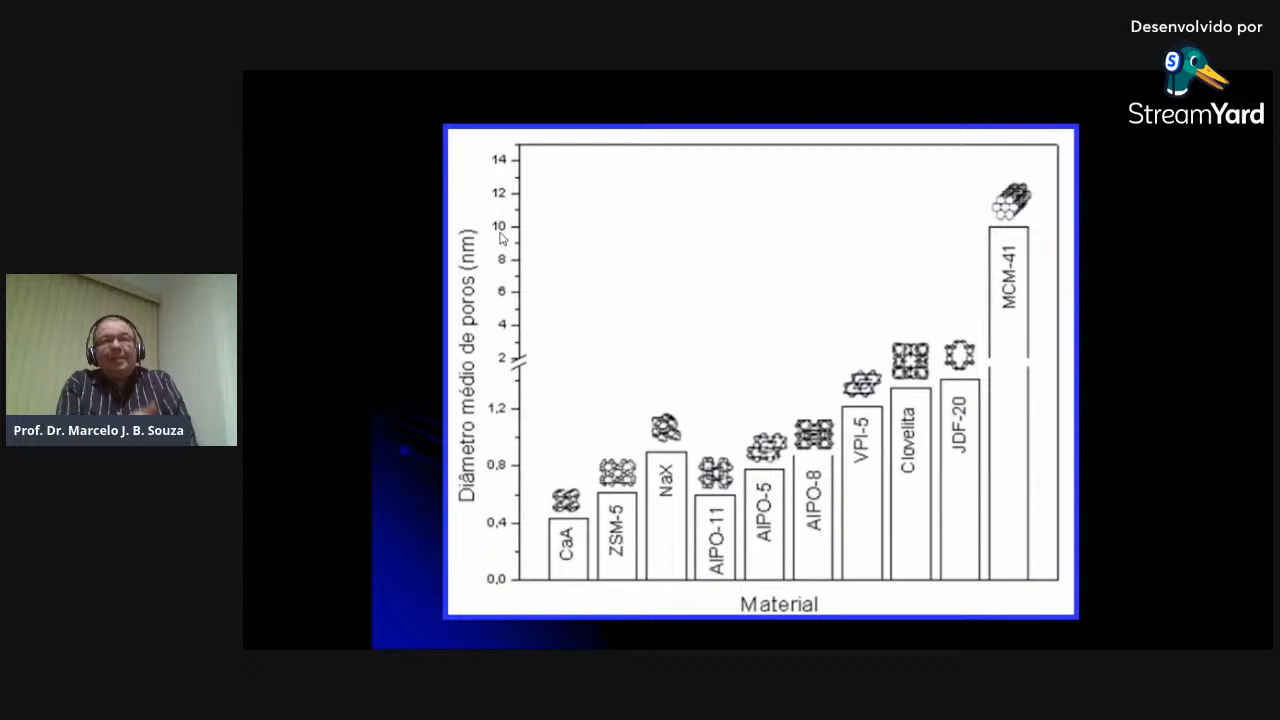 Desenvolvido por
S
StreamYard
Diâmetro médio de poros (nm)
14
12
10
8
6
4
2
1,2
0,8
0,4
0,0
CaA
ZSM-5
NaX
AlPO-11
AlPO-5
AlPO-8
VPI-5
Clovelita
JDF-20
MCM-41
Material
Prof. Dr. Marcelo J. B. Souza